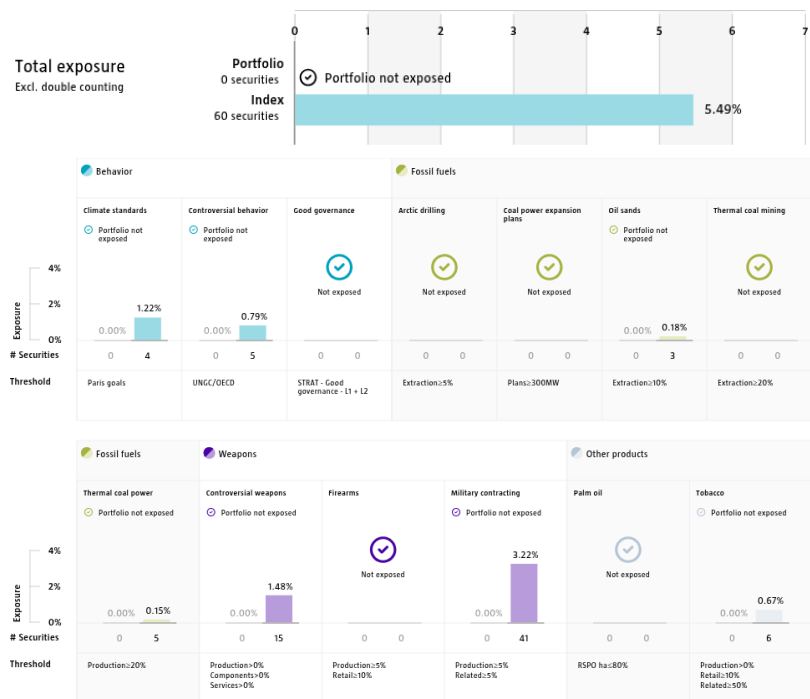 0 1 2 3 4 5 6 7
Total exposure
Excl. double counting
Portfolio
0 securities
Portfolio not exposed
Index
60 securities
5.49%
Behavior
Fossil fuels
Climate standards
Controversial behavior
Good governance
Arctic drilling
Coal power expansion
plans
Oil sands
Thermal coal mining
Portfolio not
exposed
Portfolio not
exposed
Portfolio not
exposed
Not exposed
Not exposed
Not exposed
Not exposed
Exposure
4%
2%
0%
0.00% 1.22%
0.00% 0.79%
0.00% 0.18%
# Securities
0 4
0 5
0 0
0 0
0 0
0 3
0 0
Threshold
Paris goals
UNGC/OECD
STRAT - Good
governance - L1 + L2
Extraction≥5%
Plans≥300MW
Extraction≥10%
Extraction≥20%
Fossil fuels
Weapons
Other products
Thermal coal power
Controversial weapons
Firearms
Military contracting
Palm oil
Tobacco
Portfolio not exposed
Portfolio not exposed
Portfolio not exposed
Portfolio not exposed
Not exposed
Not exposed
Exposure
4%
2%
0%
0.00% 0.15%
0.00% 1.48%
0.00% 3.22%
0.00% 0.67%
# Securities
0 5
0 15
0 0
0 41
0 0
0 6
Threshold
Production≥20%
Production>0%
Components>0%
Services>0%
Production≥5%
Retail≥10%
Production≥5%
Related≥5%
RSPO ha≤80%
Production>0%
Retail≥10%
Related≥50%